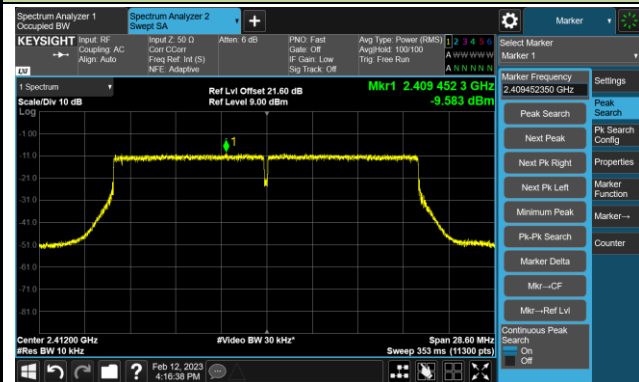 Spectrum Analyzer 1
Occupied BW
Spectrum Analyzer 2
Swept SA
Marker
KEYSIGHT
Input: RF
Coupling: AC
Align: Auto
Input Z: 50 Ω
Corr CCorr
Freq Ref: Int (S)
NFE: Adaptive
Atten: 6 dB
PNO: Fast
Gate: Off
IF Gain: Low
Sig Track: Off
Avg Type: Power (RMS)
Avg|Hold: 100/100
Trig: Free Run
1 2 3 4 5 6
A W W W W W
A N N N N N
LXI
Select Marker
Marker 1
1 Spectrum
Scale/Div 10 dB
Log
Ref Lvl Offset 21.60 dB
Ref Level 9.00 dBm
Mkr1 2.409 452 3 GHz
-9.583 dBm
Marker Frequency
2.409452350 GHz
Settings
Peak Search
Next Peak
Next Pk Right
Next Pk Left
Minimum Peak
Pk-Pk Search
Marker Delta
Mkr→CF
Mkr→Ref Lvl
Continuous Peak
Search
On
Off
Peak
Search
Pk Search
Config
Properties
Marker
Function
Marker→
Counter
1
-1.00
-11.0
-21.0
-31.0
-41.0
-51.0
-61.0
-71.0
-81.0
Center 2.41200 GHz
#Res BW 10 kHz
#Video BW 30 kHz*
Span 28.60 MHz
Sweep 353 ms (11300 pts)
?
Feb 12, 2023
4:16:38 PM